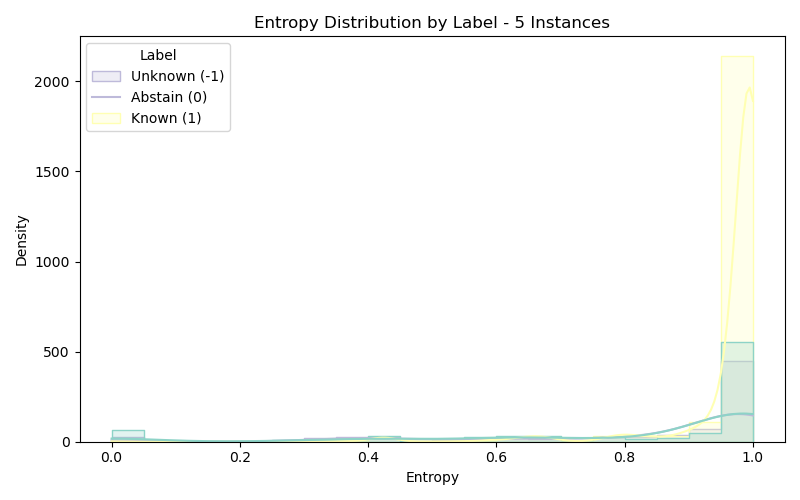 Entropy Distribution by Label - 5 Instances
Label
Unknown (-1)
Abstain (0)
Known (1)
2000
1500
1000
500
0
Density
0.0 0.2 0.4 0.6 0.8 1.0
Entropy